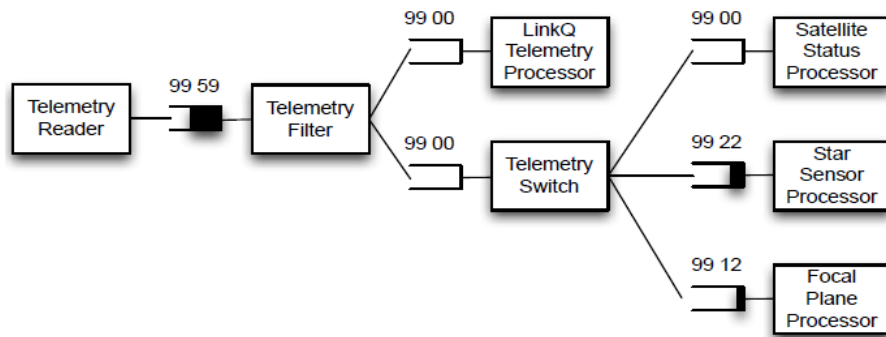 99 00
LinkQ
Telemetry
Processor
99 00
Satellite
Status
Processor
99 59
Telemetry
Reader
Telemetry
Filter
99 00
Telemetry
Switch
99 22
Star
Sensor
Processor
99 12
Focal
Plane
Processor